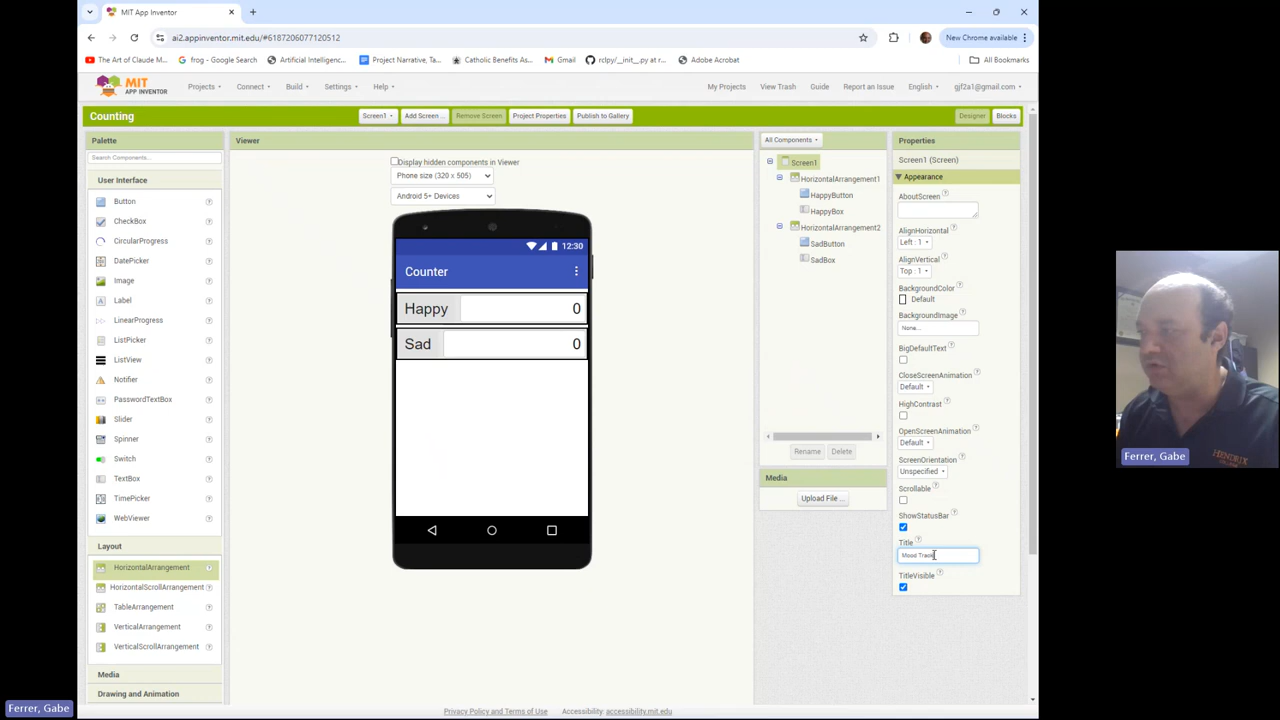 MIT App Inventor
ai2.appinventor.mit.edu/#6187206077120512
New Chrome available
The Art of Claude M...
frog - Google Search
Artificial Intelligenc...
Project Narrative, Ta...
Catholic Benefits As...
Gmail
rclpy/__init__.py at r...
Adobe Acrobat
All Bookmarks
MIT
APP INVENTOR
Projects
Connect
Build
Settings
Help
My Projects
View Trash
Guide
Report an Issue
English
gjf2a1@gmail.com
Counting
Screen1
Add Screen ...
Remove Screen
Project Properties
Publish to Gallery
Designer
Blocks
Palette
Search Components...
User Interface
Button
CheckBox
CircularProgress
DatePicker
Image
Label
LinearProgress
ListPicker
ListView
Notifier
PasswordTextBox
Slider
Spinner
Switch
TextBox
TimePicker
WebViewer
Layout
HorizontalArrangement
HorizontalScrollArrangement
TableArrangement
VerticalArrangement
VerticalScrollArrangement
Media
Drawing and Animation
Viewer
Display hidden components in Viewer
Phone size (320 x 505)
Android 5+ Devices
12:30
Counter
Happy 0
Sad 0
All Components
Screen1
HorizontalArrangement1
HappyButton
HappyBox
HorizontalArrangement2
SadButton
SadBox
Rename
Delete
Media
Upload File ...
Properties
Screen1 (Screen)
Appearance
AboutScreen
AlignHorizontal
Left : 1
AlignVertical
Top : 1
BackgroundColor
Default
BackgroundImage
None...
BigDefaultText
CloseScreenAnimation
Default
HighContrast
OpenScreenAnimation
Default
ScreenOrientation
Unspecified
Scrollable
ShowStatusBar
Title
Mood Track
TitleVisible
Privacy Policy and Terms of Use
Accessibility: accessibility.mit.edu
HENDRIX
Ferrer, Gabe
Ferrer, Gabe